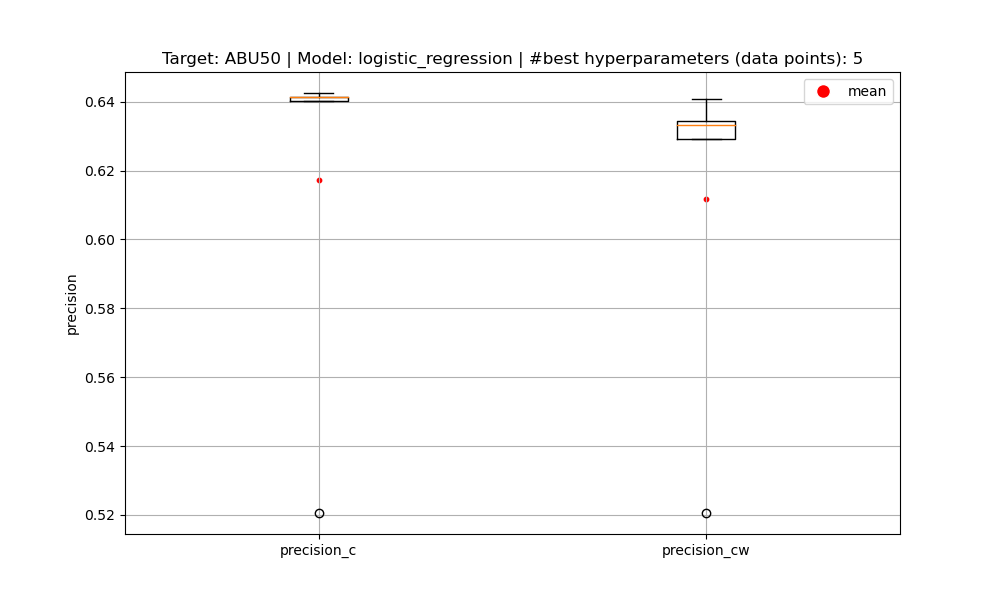 Target: ABU50 | Model: logistic_regression | #best hyperparameters (data points): 5
mean
0.64
0.62
0.60
0.58
0.56
0.54
0.52
precision
precision_c
precision_cw